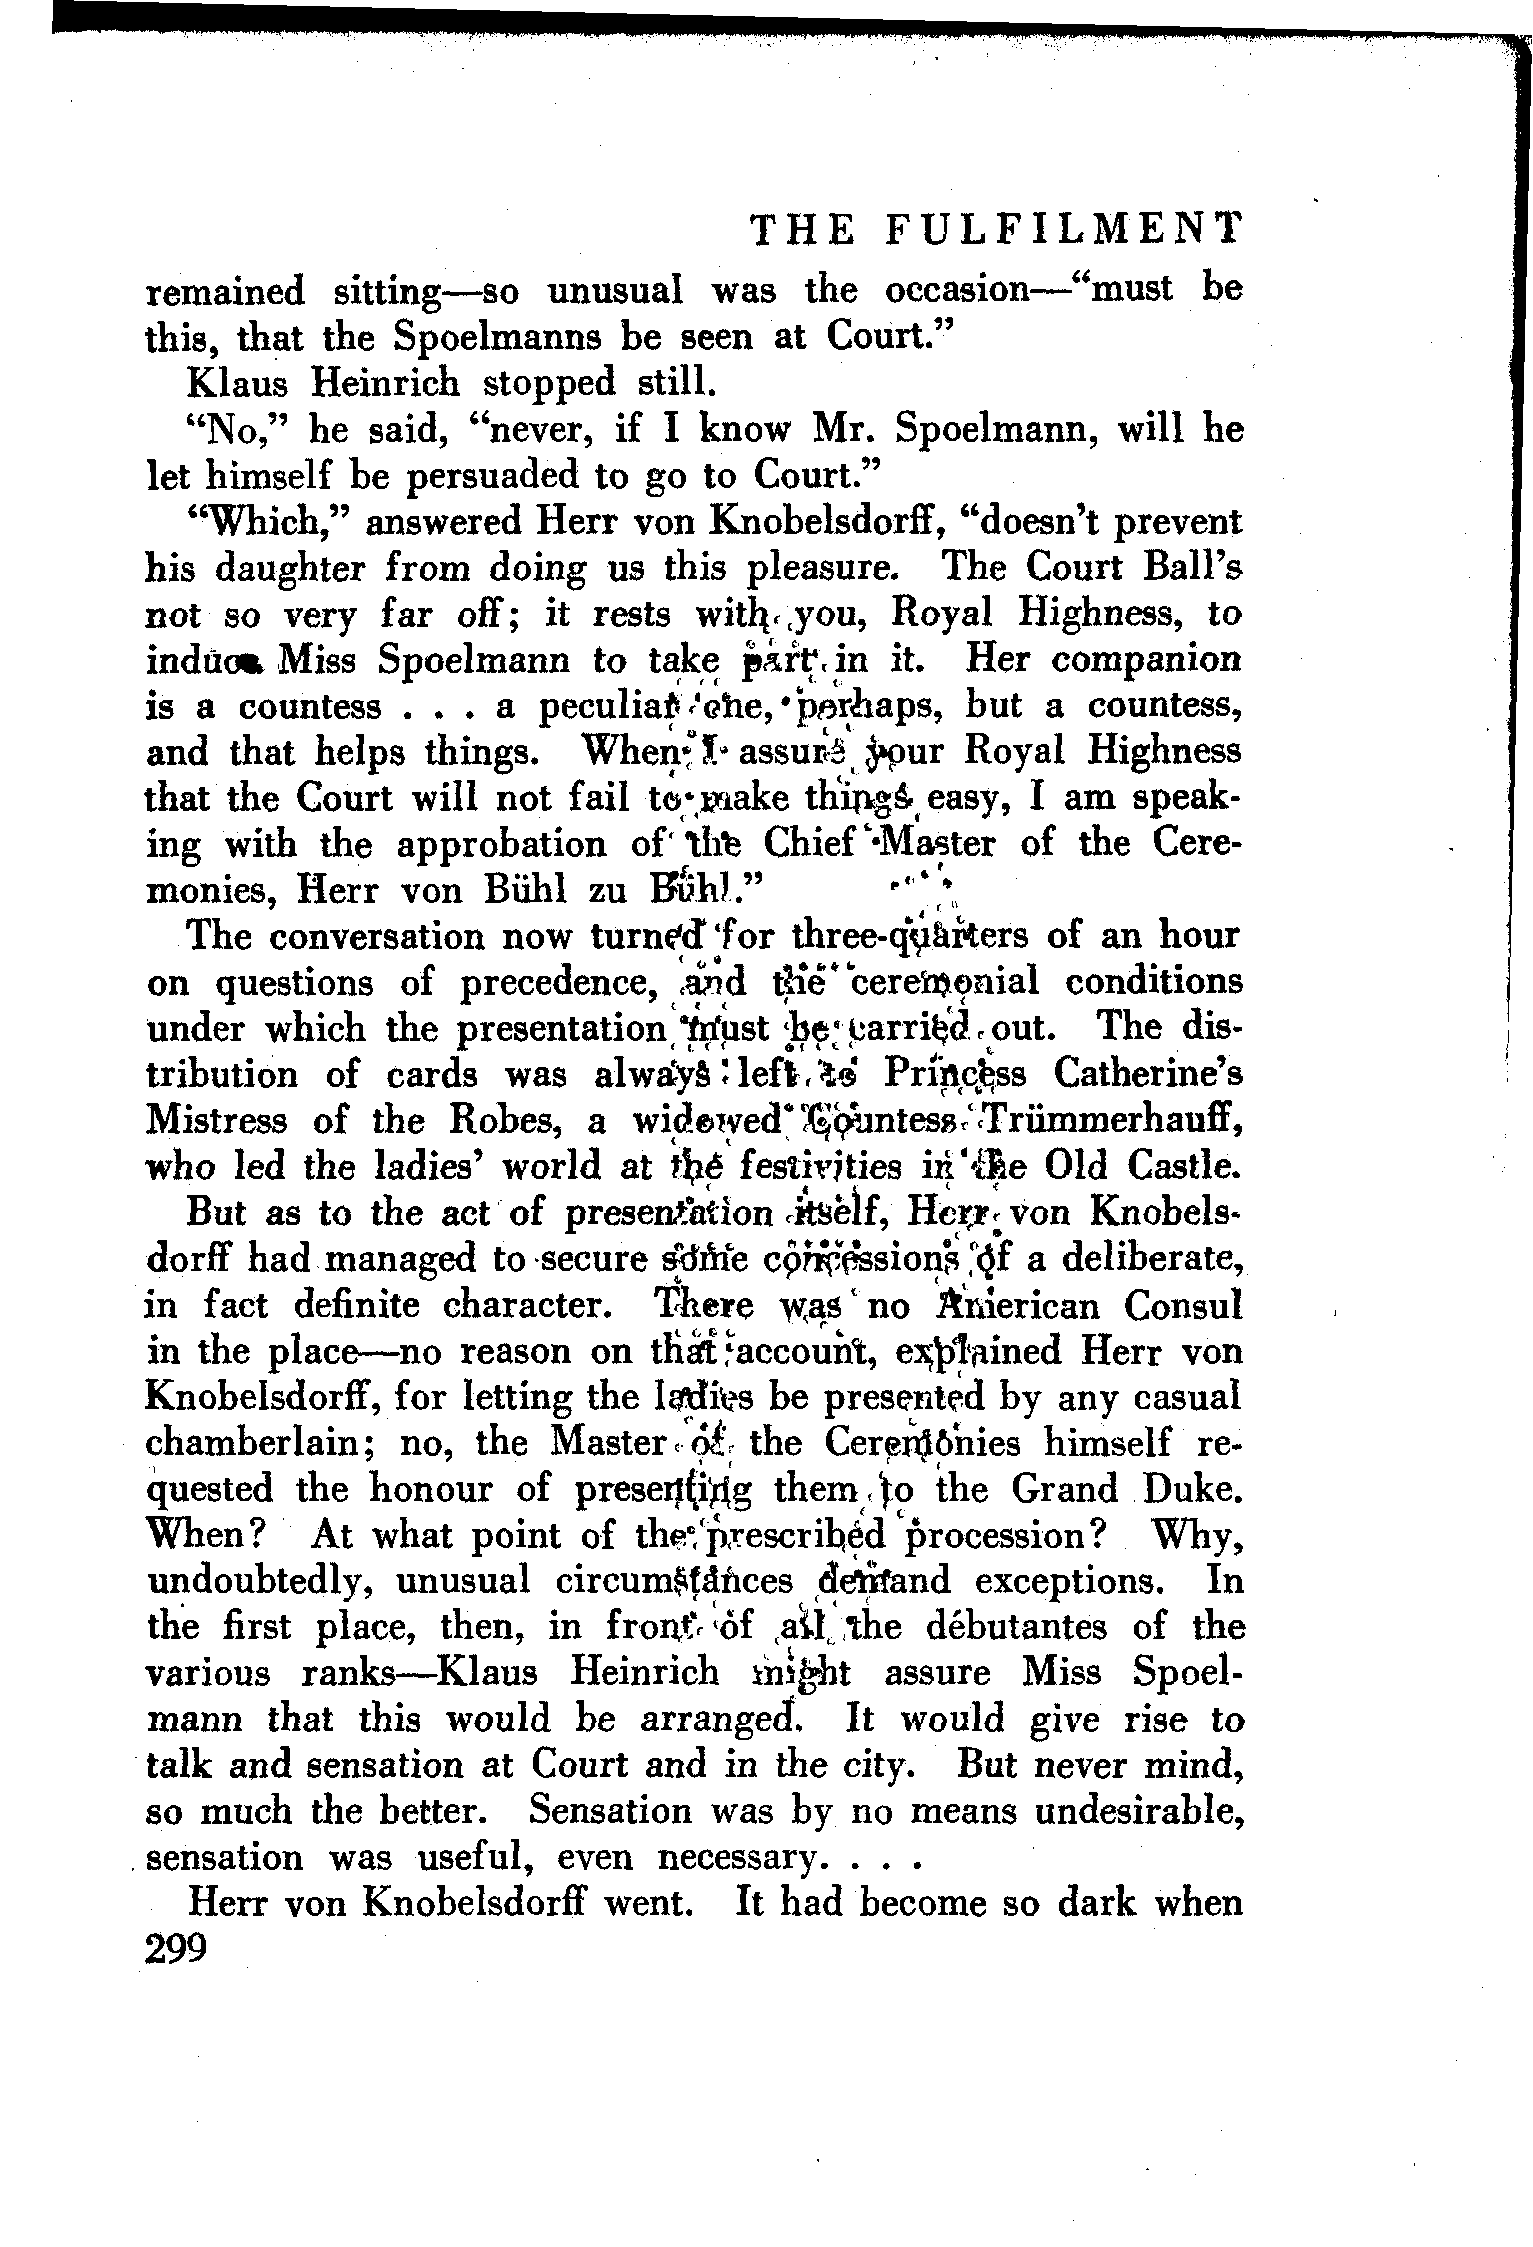 THE FULFILMENT
remained sitting—so unusual was the occasion—“must be
this, that the Spoelmanns be seen at Court.”
Klaus Heinrich stopped still.
“No,” he said, “never, if I know Mr. Spoelmann, will he
let himself be persuaded to go to Court.”
“Which,” answered Herr von Knobelsdorff, “doesn’t prevent
his daughter from doing us this pleasure. The Court Ball’s
not so very far off; it rests with you, Royal Highness, to
induce Miss Spoelmann to take part in it. Her companion
is a countess . . . a peculiar one, perhaps, but a countess,
and that helps things. When I assure your Royal Highness
that the Court will not fail to make things easy, I am speak-
ing with the approbation of the Chief Master of the Cere-
monies, Herr von Bühl zu Bühl.”
The conversation now turned for three-quarters of an hour
on questions of precedence, and the ceremonial conditions
under which the presentation must be carried out. The dis-
tribution of cards was always left to Princess Catherine’s
Mistress of the Robes, a widowed Countess Trümmerhauff,
who led the ladies’ world at the festivities in the Old Castle.
But as to the act of presentation itself, Herr von Knobels-
dorff had managed to secure some concessions of a deliberate,
in fact definite character. There was no American Consul
in the place—no reason on that account, explained Herr von
Knobelsdorff, for letting the ladies be presented by any casual
chamberlain; no, the Master of the Ceremonies himself re-
quested the honour of presenting them to the Grand Duke.
When? At what point of the prescribed procession? Why,
undoubtedly, unusual circumstances demand exceptions. In
the first place, then, in front of all the débutantes of the
various ranks—Klaus Heinrich might assure Miss Spoel-
mann that this would be arranged. It would give rise to
talk and sensation at Court and in the city. But never mind,
so much the better. Sensation was by no means undesirable,
sensation was useful, even necessary. . . .
Herr von Knobelsdorff went. It had become so dark when
299